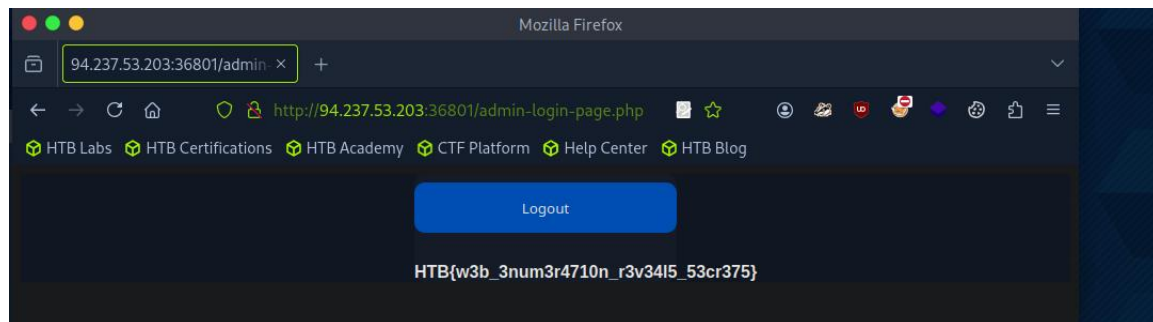 Mozilla Firefox
94.237.53.203:36801/admin-
http://94.237.53.203:36801/admin-login-page.php
HTB Labs HTB Certifications HTB Academy CTF Platform Help Center HTB Blog
Logout
HTB{w3b_3num3r4710n_r3v34l5_53cr375}